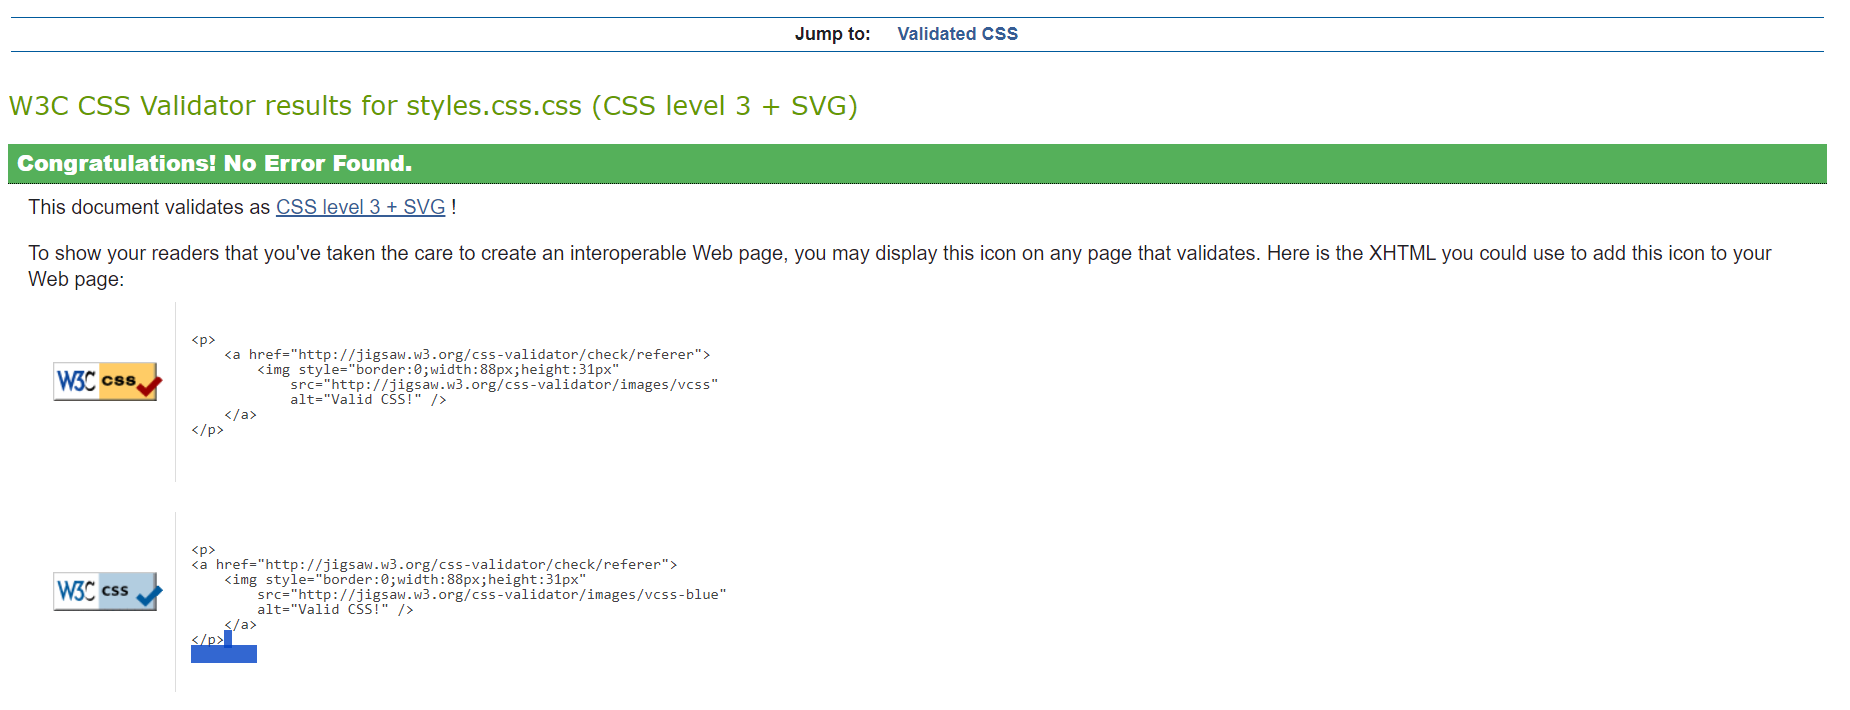 Jump to: Validated CSS
W3C CSS Validator results for styles.css.css (CSS level 3 + SVG)
Congratulations! No Error Found.
This document validates as CSS level 3 + SVG !
To show your readers that you've taken the care to create an interoperable Web page, you may display this icon on any page that validates. Here is the XHTML you could use to add this icon to your
Web page:
W3C css
<p>
<a href="http://jigsaw.w3.org/css-validator/check/referer">
<img style="border:0;width:88px;height:31px"
src="http://jigsaw.w3.org/css-validator/images/vcss"
alt="Valid CSS!" />
</a>
</p>
W3C css
<p>
<a href="http://jigsaw.w3.org/css-validator/check/referer">
<img style="border:0;width:88px;height:31px"
src="http://jigsaw.w3.org/css-validator/images/vcss-blue"
alt="Valid CSS!" />
</a>
</p>